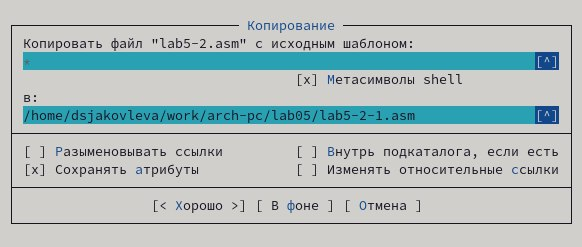 Копирование
Копировать файл "lab5-2.asm" с исходным шаблоном:
* [^]
[x] Метасимволы shell
в:
/home/dsjakovleva/work/arch-pc/lab05/lab5-2-1.asm [^]
[ ] Разыменовывать ссылки [ ] Внутрь подкаталога, если есть
[x] Сохранять атрибуты [ ] Изменять относительные ссылки
[< Хорошо >] [ В фоне ] [ Отмена ]